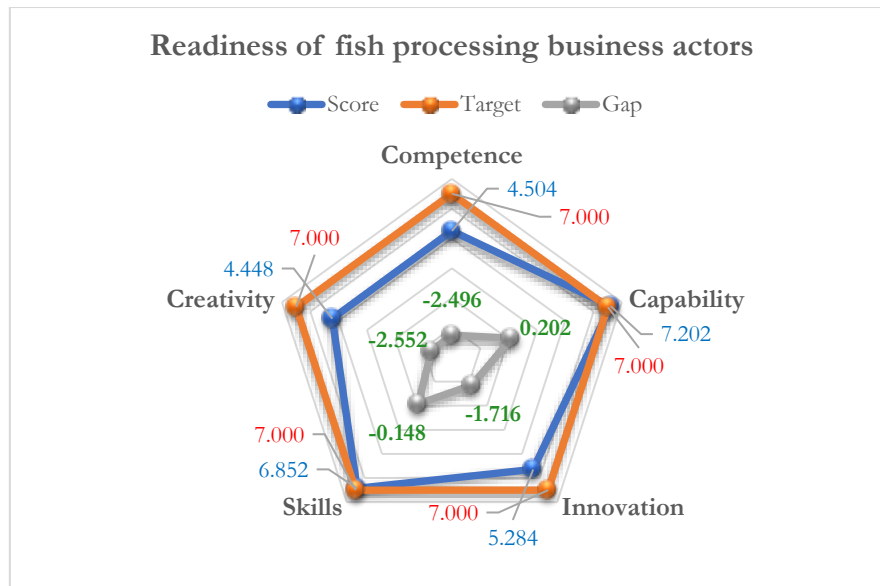 Readiness of fish processing business actors
Score Target Gap
Competence
4.504
7.000
7.000
4.448
Creativity
-2.496
Capability
0.202
7.202
-2.552
7.000
-1.716
-0.148
7.000
6.852
Skills
7.000
Innovation
5.284